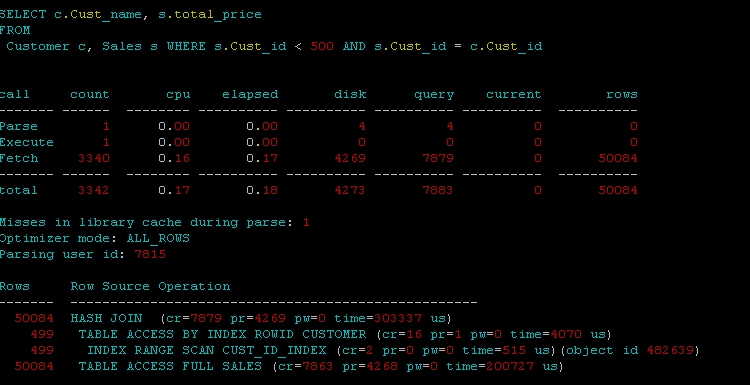 SELECT c.Cust_name, s.total_price
FROM
Customer c, Sales s WHERE s.Cust_id < 500 AND s.Cust_id = c.Cust_id
call count cpu elapsed disk query current rows
------- ------ -------- ---------- ---------- ---------- ---------- ----------
Parse 1 0.00 0.00 4 4 0 0
Execute 1 0.00 0.00 0 0 0 0
Fetch 3340 0.16 0.17 4269 7879 0 50084
------- ------ -------- ---------- ---------- ---------- ---------- ----------
total 3342 0.17 0.18 4273 7883 0 50084
Misses in library cache during parse: 1
Optimizer mode: ALL_ROWS
Parsing user id: 7815
Rows Row Source Operation
------- ---------------------------------------------------
50084 HASH JOIN (cr=7879 pr=4269 pw=0 time=303337 us)
499 TABLE ACCESS BY INDEX ROWID CUSTOMER (cr=16 pr=1 pw=0 time=4070 us)
499 INDEX RANGE SCAN CUST_ID_INDEX (cr=2 pr=0 pw=0 time=515 us)(object id 482639)
50084 TABLE ACCESS FULL SALES (cr=7863 pr=4268 pw=0 time=200727 us)